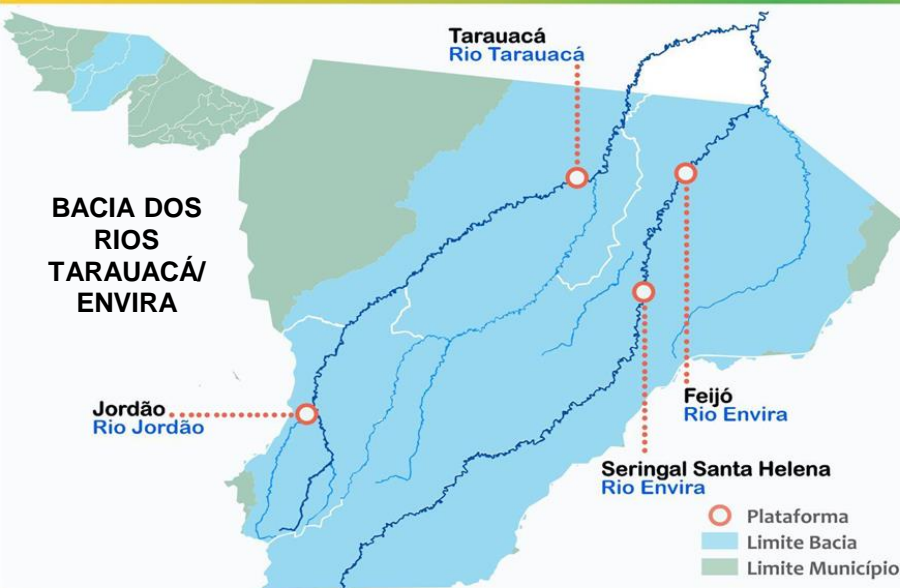 Tarauacá
Rio Tarauacá
BACIA DOS
RIOS
TARAUACÁ/
ENVIRA
Jordão
Rio Jordão
Feijó
Rio Envira
Seringal Santa Helena
Rio Envira
Plataforma
Limite Bacia
Limite Município